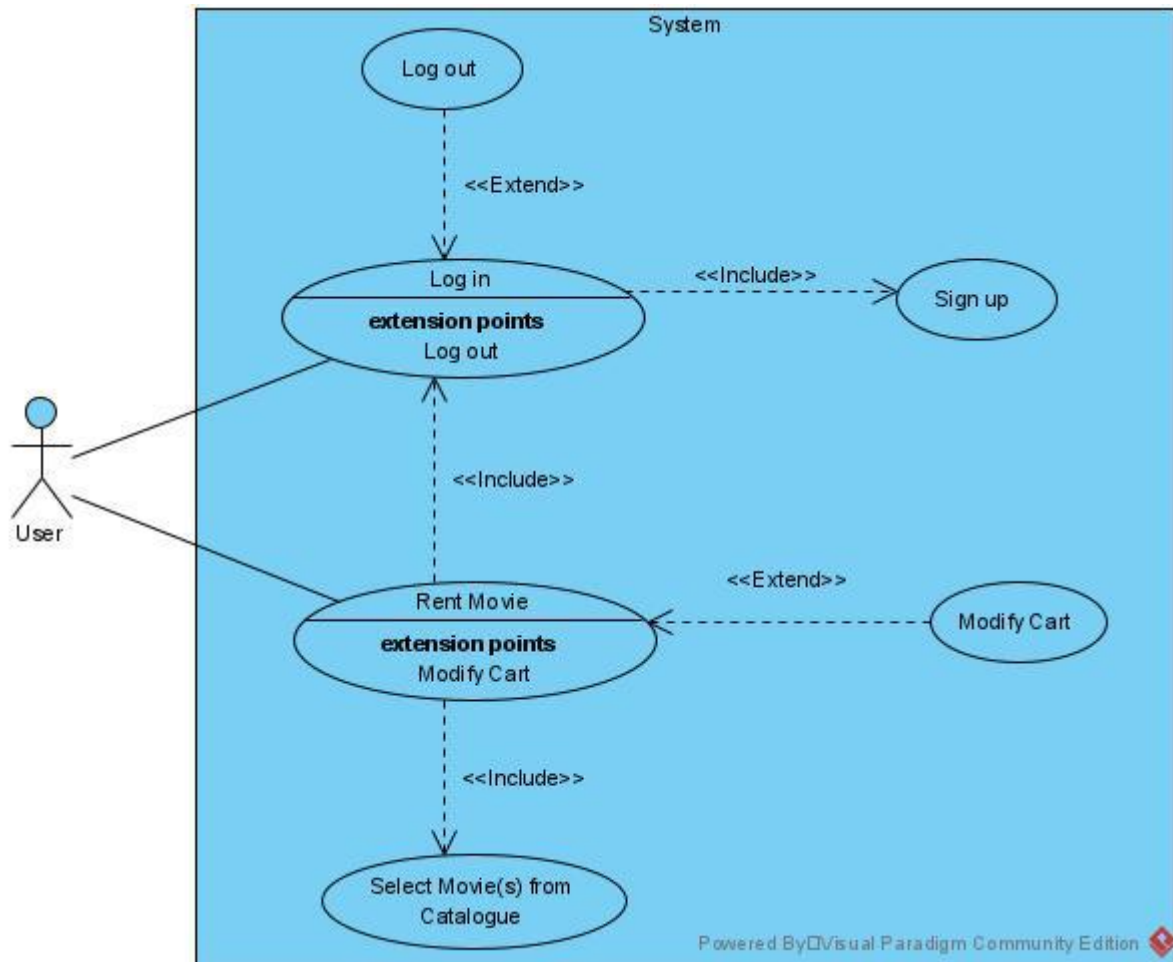 System
Log out
<<Extend>>
Log in
extension points
Log out
<<Include>>
Sign up
<<Include>>
User
Rent Movie
extension points
Modify Cart
<<Extend>>
Modify Cart
<<Include>>
Select Movie(s) from
Catalogue
Powered By□Visual Paradigm Community Edition